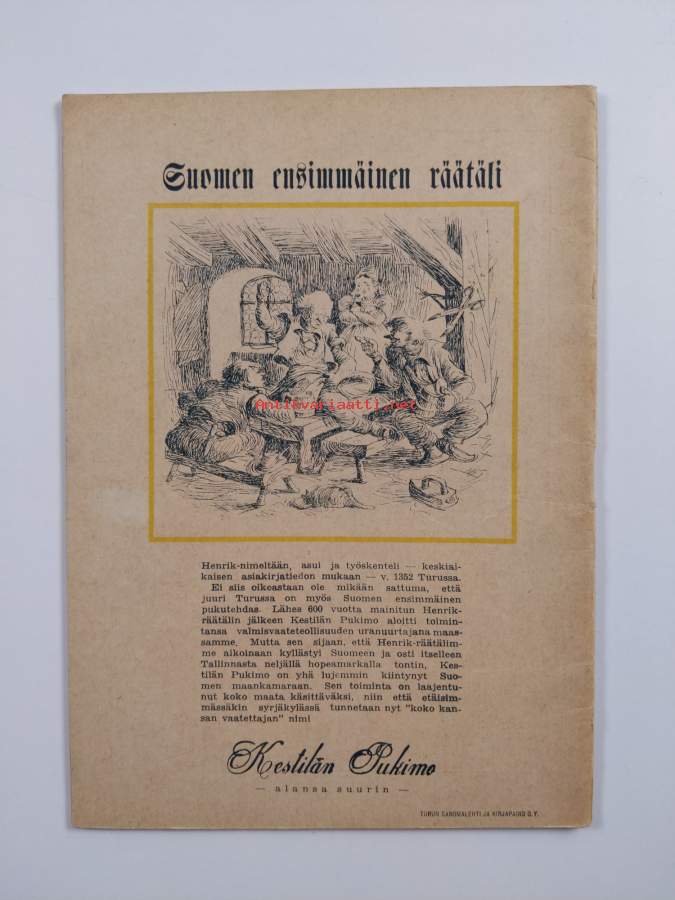 Suomen ensimmäinen räätäli
Antikvariaatti.net
Henrik-nimeltään, asui ja työskenteli — keskiai-
kaisen asiakirjatiedon mukaan — v. 1352 Turussa.
Ei siis oikoastaan ole mikään sattuma, että
juuri Turussa on myös Suomen ensimmäinen
pukutehdas. Lähes 600 vuotta mainitun Henrik-
räätälin jälkeen Kestilän Pukimo aloitti toimin-
tansa valmisvaateteollisuuden uranuurtajana maas-
samme. Mutta sen sijaan, että Henrik-räätälim-
me aikoinaan kyllästyi Suomeen ja osti itselleen
Tallinnasta neljällä hopeamarkalla tontin, Kes-
tilän Pukimo on yhä lujemmin kiintynyt Suo-
men maankamaraan. Sen toiminta on laajentu-
nut koko maata käsittäväksi, niin että etäisim-
mässäkin syrjäkylässä tunnetaan nyt "koko kan-
san vaatettajan" nimi
Kestilän Pukimo
— alansa suurin —
TURUN SANOMALEHTI JA KIRJAPAINO O.Y.